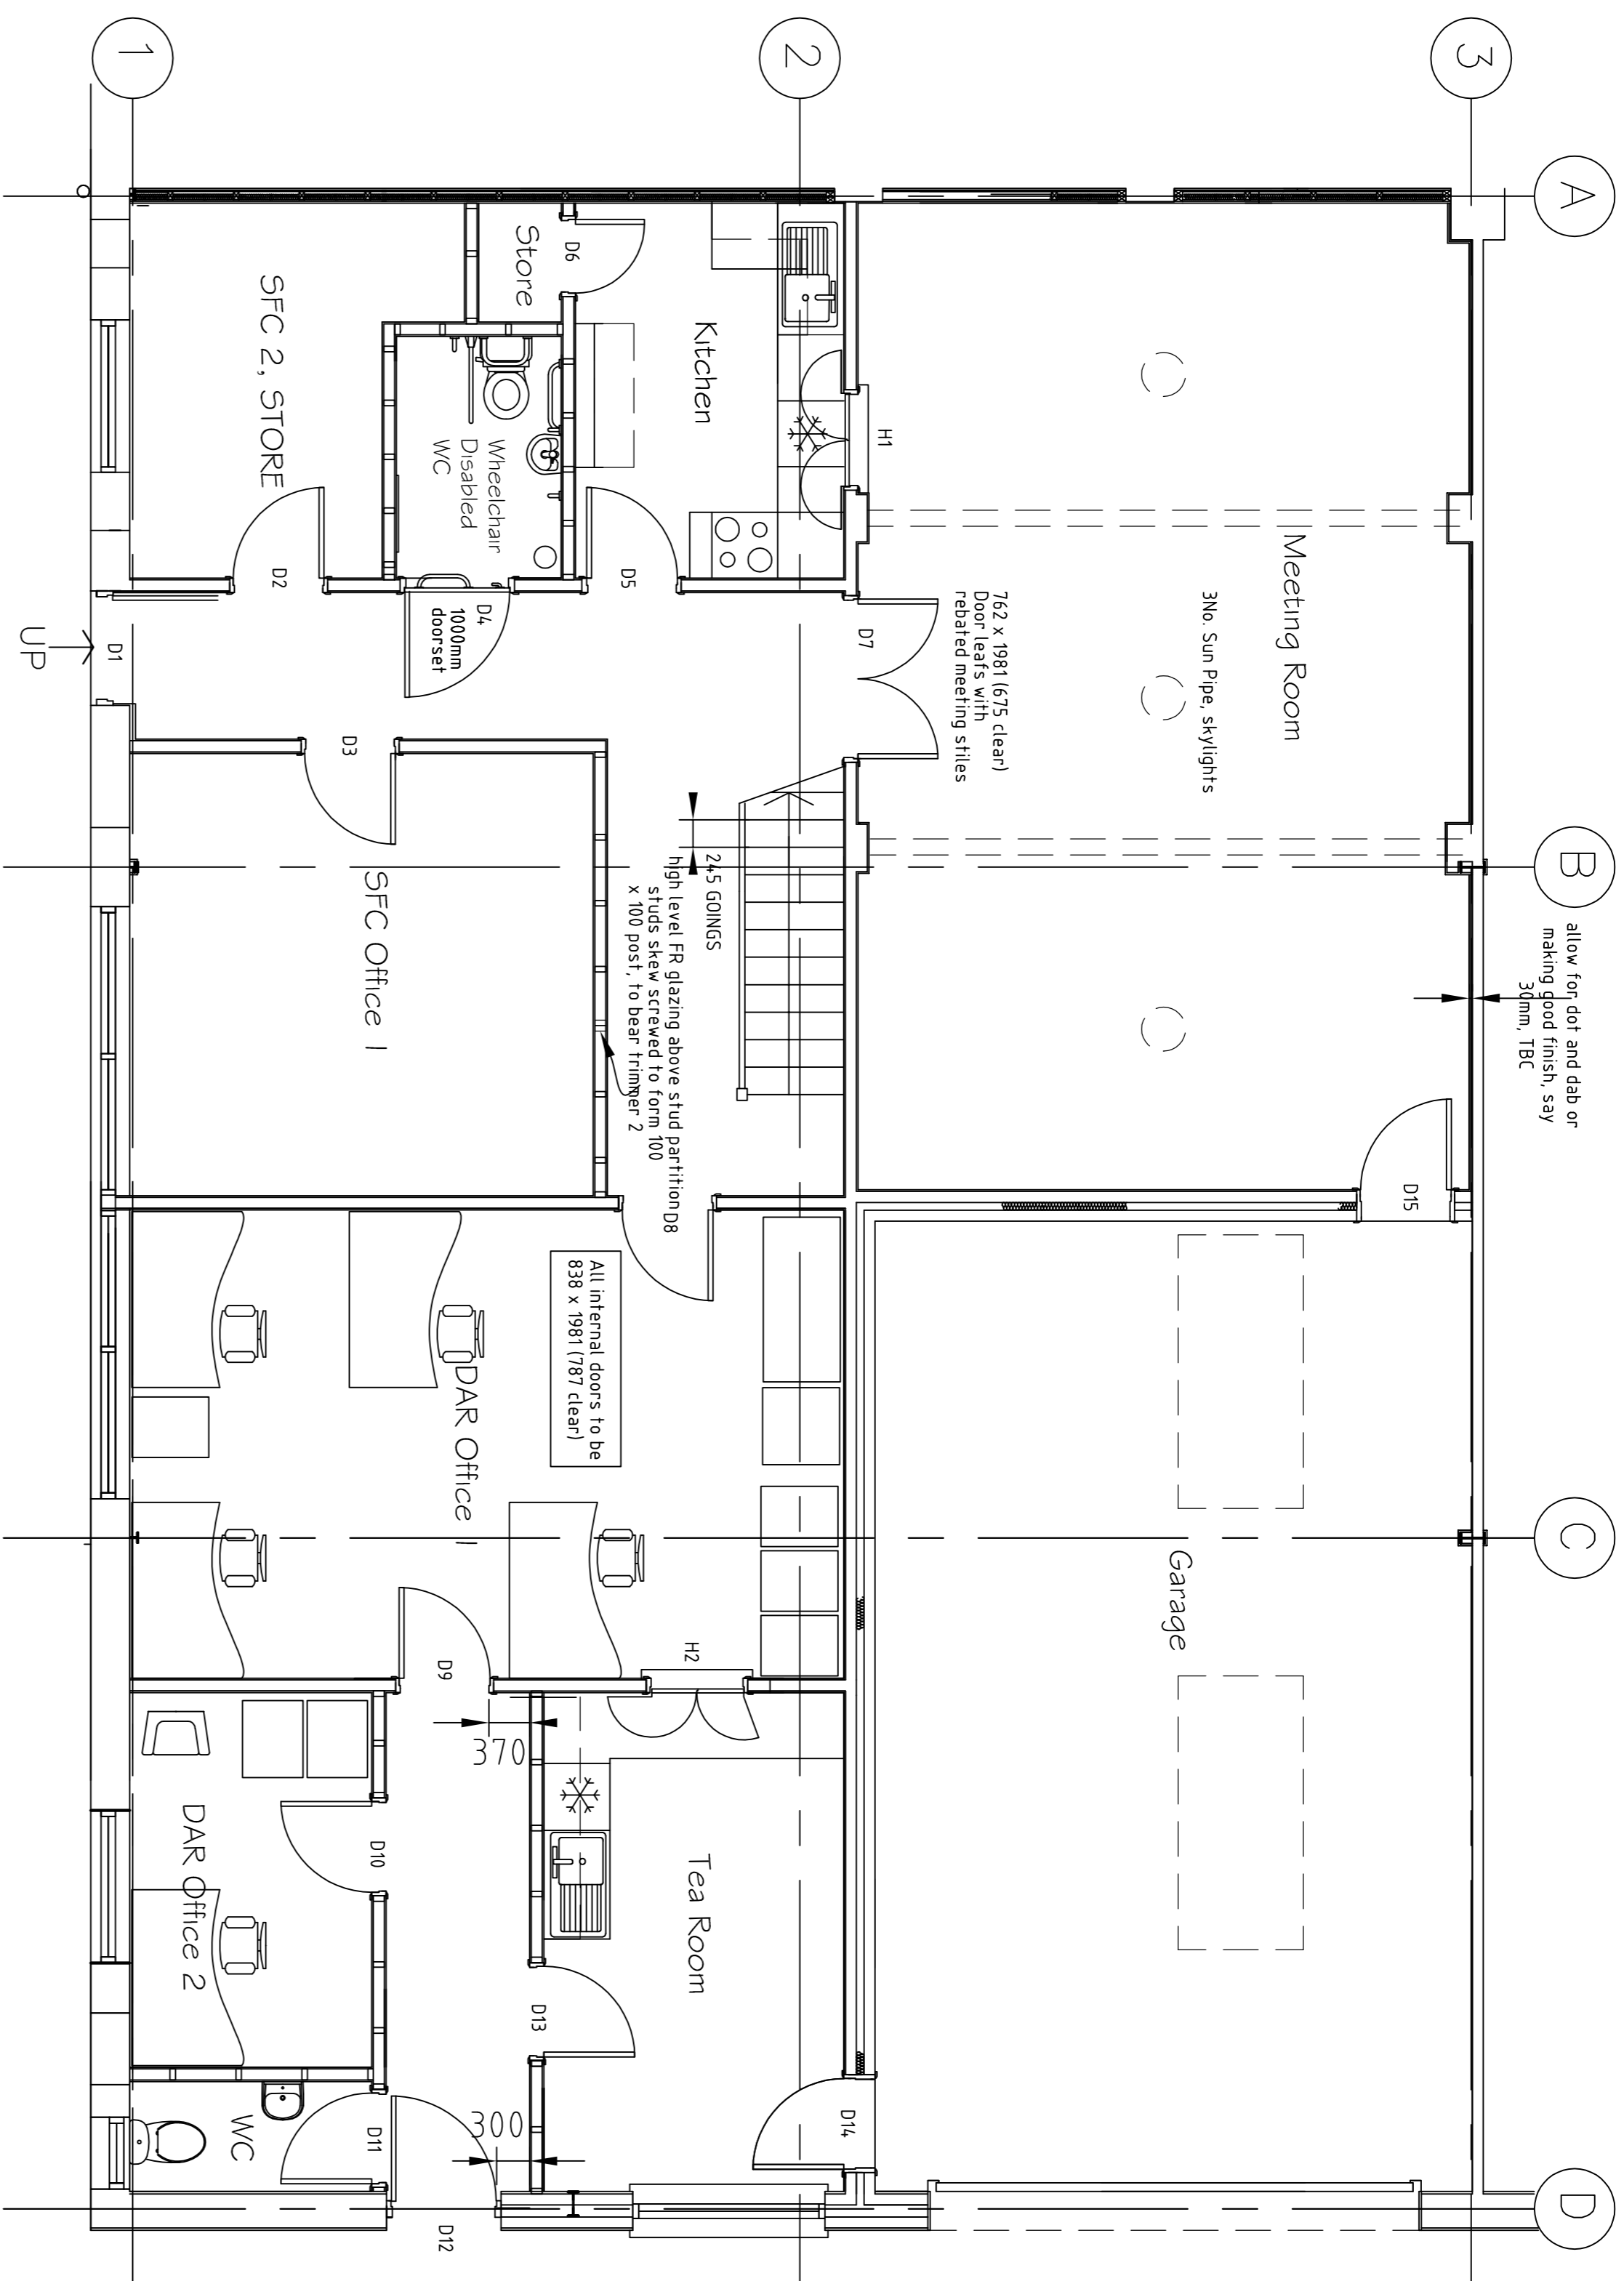 A
B
C
D
3
2
1
allow for dot and dab or
making good finish, say
30mm, TBC
Meeting Room
3No. Sun Pipe, skylights
762 x 1981 (675 clear)
Door leafs with
rebated meeting stiles
D15
Garage
H1
D7
D14
Kitchen
245 GOINGS
high level FR glazing above stud partition
studs skew screwed to form 100
x 100 post, to bear trimmer 2
D8
H2
Tea Room
D6
Store
D5
All internal doors to be
838 x 1981 (787 clear)
D13
Wheelchair
Disabled
WC
D4
1000mm
doorset
370
300
DAR Office 1
D9
D12
SFC 2, STORE
D2
D3
SFC Office 1
D10
D11
DAR Office 2
WC
D1
UP